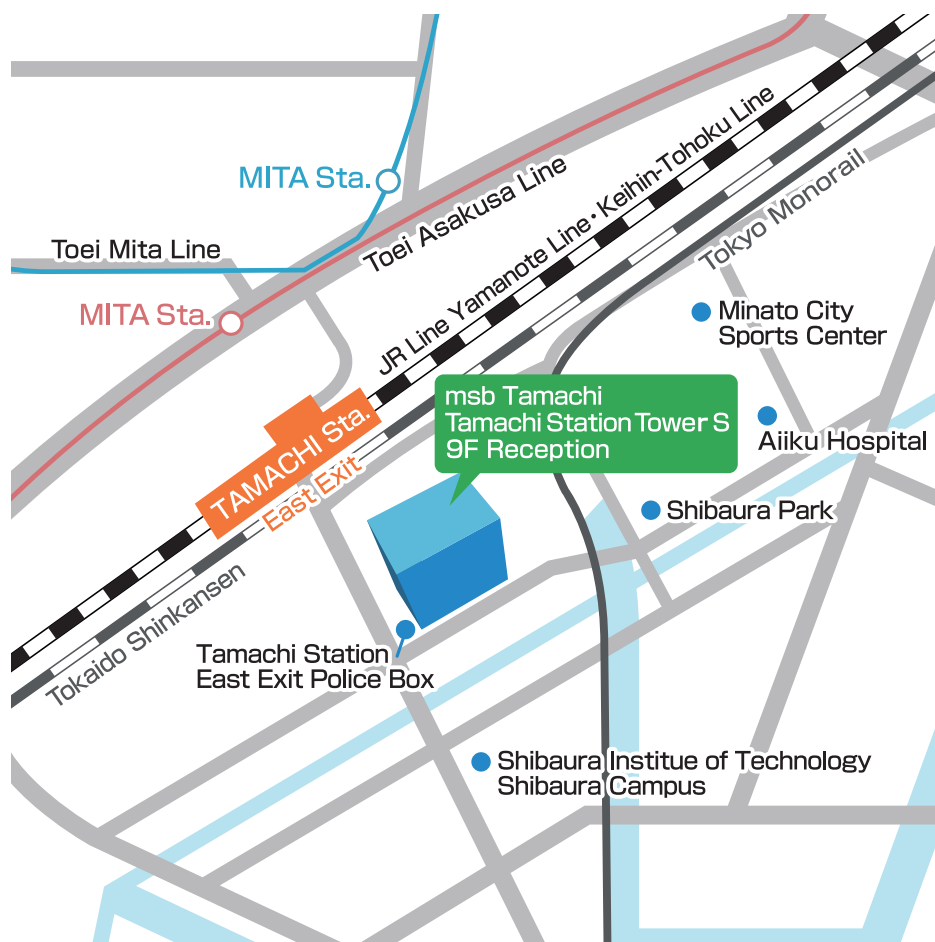 MITA Sta.
Toei Mita Line
MITA Sta.
Toei Asakusa Line
JR Line Yamanote Line・Keihin-Tohoku Line
Tokyo Monorail
Minato City
Sports Center
msb Tamachi
Tamachi Station Tower S
9F Reception
TAMACHI Sta.
East Exit
Aiiku Hospital
Shibaura Park
Tokaido Shinkansen
Tamachi Station
East Exit Police Box
Shibaura Institue of Technology
Shibaura Campus